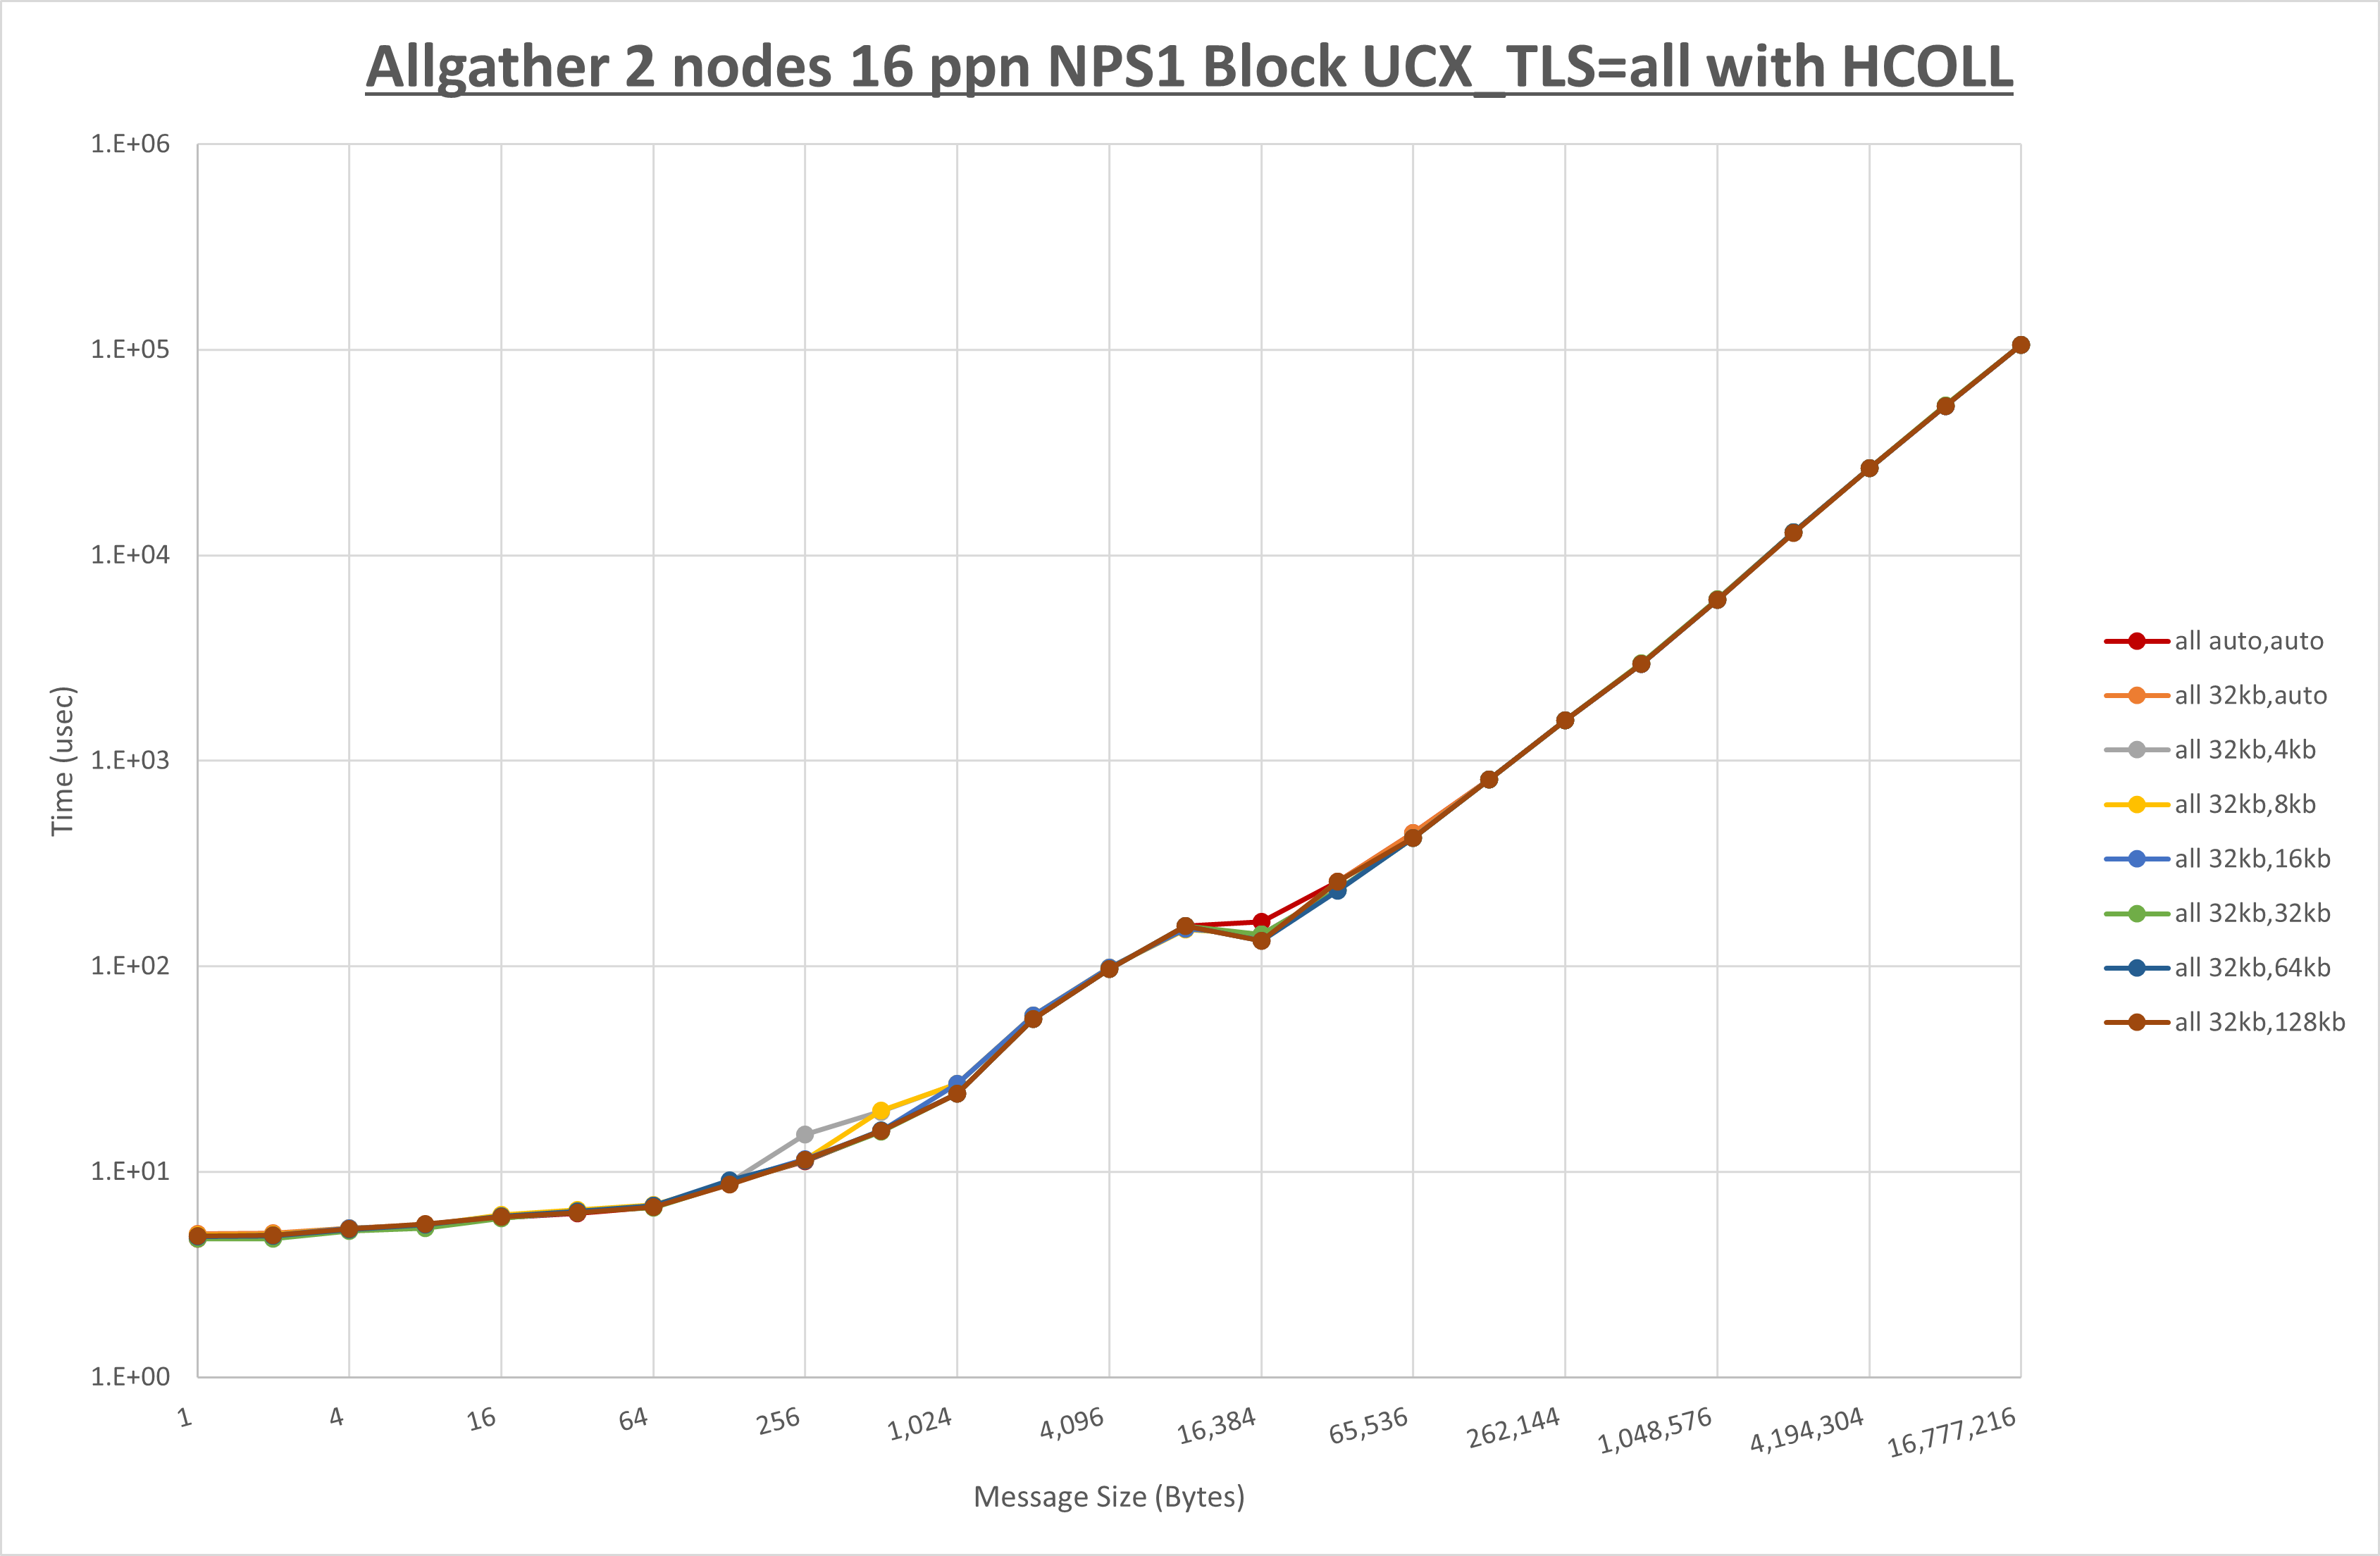 Allgather 2 nodes 16 ppn NPS1 Block UCX_TLS=all with HCOLL
1.E+06
1.E+05
1.E+04
1.E+03
1.E+02
1.E+01
1.E+00
Time (usec)
1
4
16
64
256
1,024
4,096
16,384
65,536
262,144
1,048,576
4,194,304
16,777,216
Message Size (Bytes)
all auto,auto
all 32kb,auto
all 32kb,4kb
all 32kb,8kb
all 32kb,16kb
all 32kb,32kb
all 32kb,64kb
all 32kb,128kb